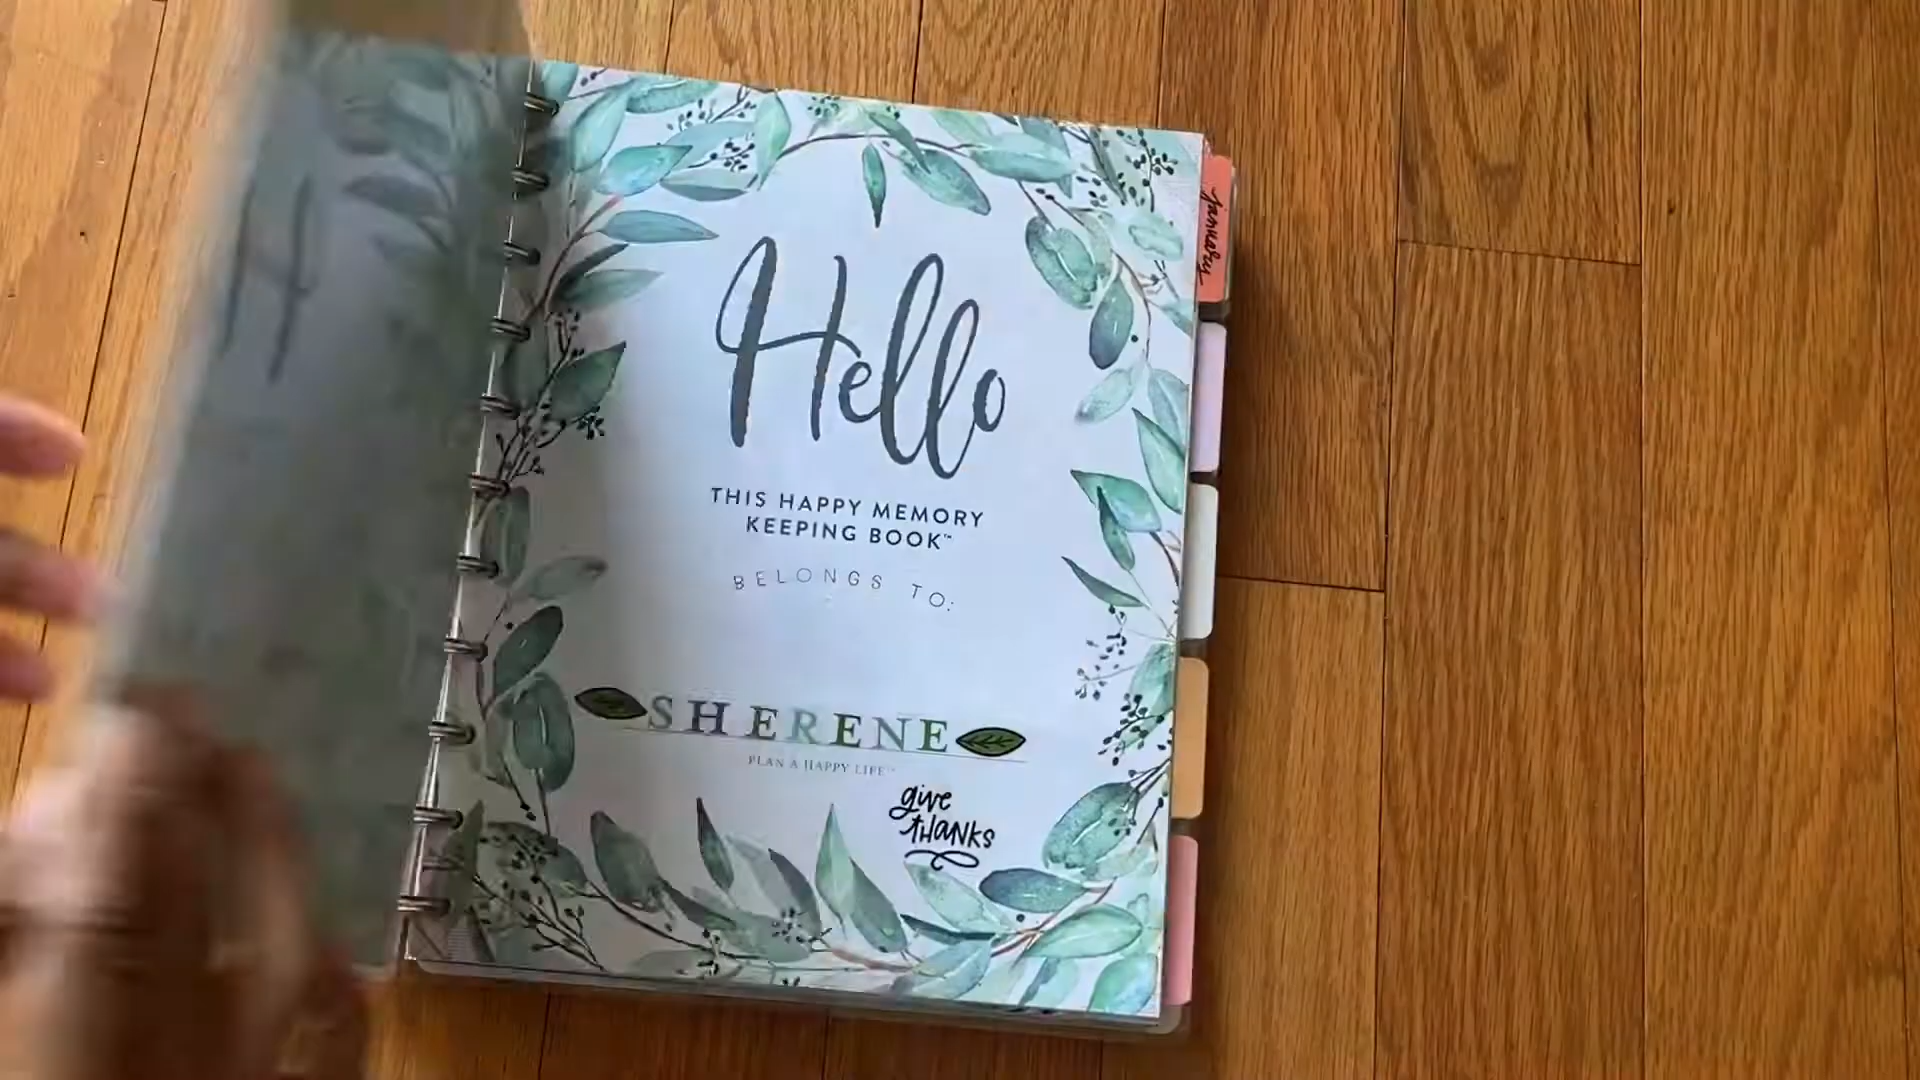 Hello
THIS HAPPY MEMORY
KEEPING BOOK™
BELONGS TO:
SHERENE
PLAN A HAPPY LIFE™
give
THANKS
january